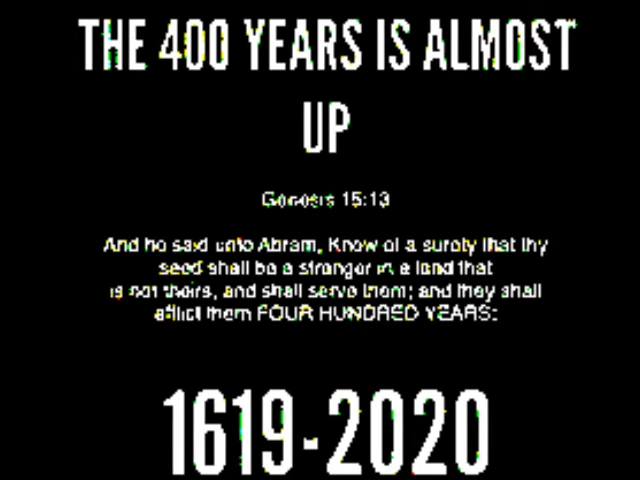 THE 400 YEARS IS ALMOST
UP
Genesis 15:13
And he said unto Abram, Know of a surety that thy
seed shall be a stranger in a land that
is not theirs, and shall serve them; and they shall
afflict them FOUR HUNDRED YEARS:
1619-2020